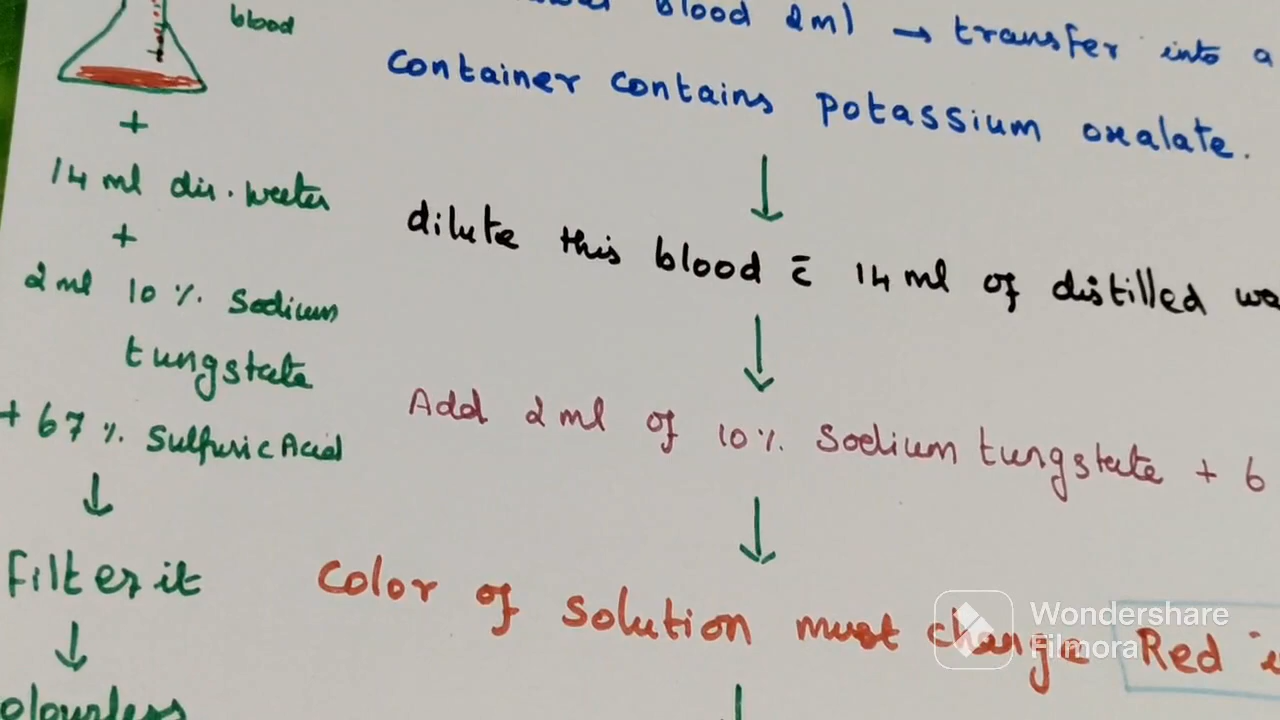 blood
+
14 ml dis. water
+
2 ml 10 %. Sodium
tungstate
+ 67 %. Sulfuric Acid
↓
Filter it
↓
olourless
blood 2ml → transfer into a
container contains potassium oxalate.
↓
dilute this blood c̄ 14 ml of distilled wa
↓
Add 2 ml of 10%. Sodium tungstate + 6
↓
Color of solution must change Red i
Wondershare
Filmora